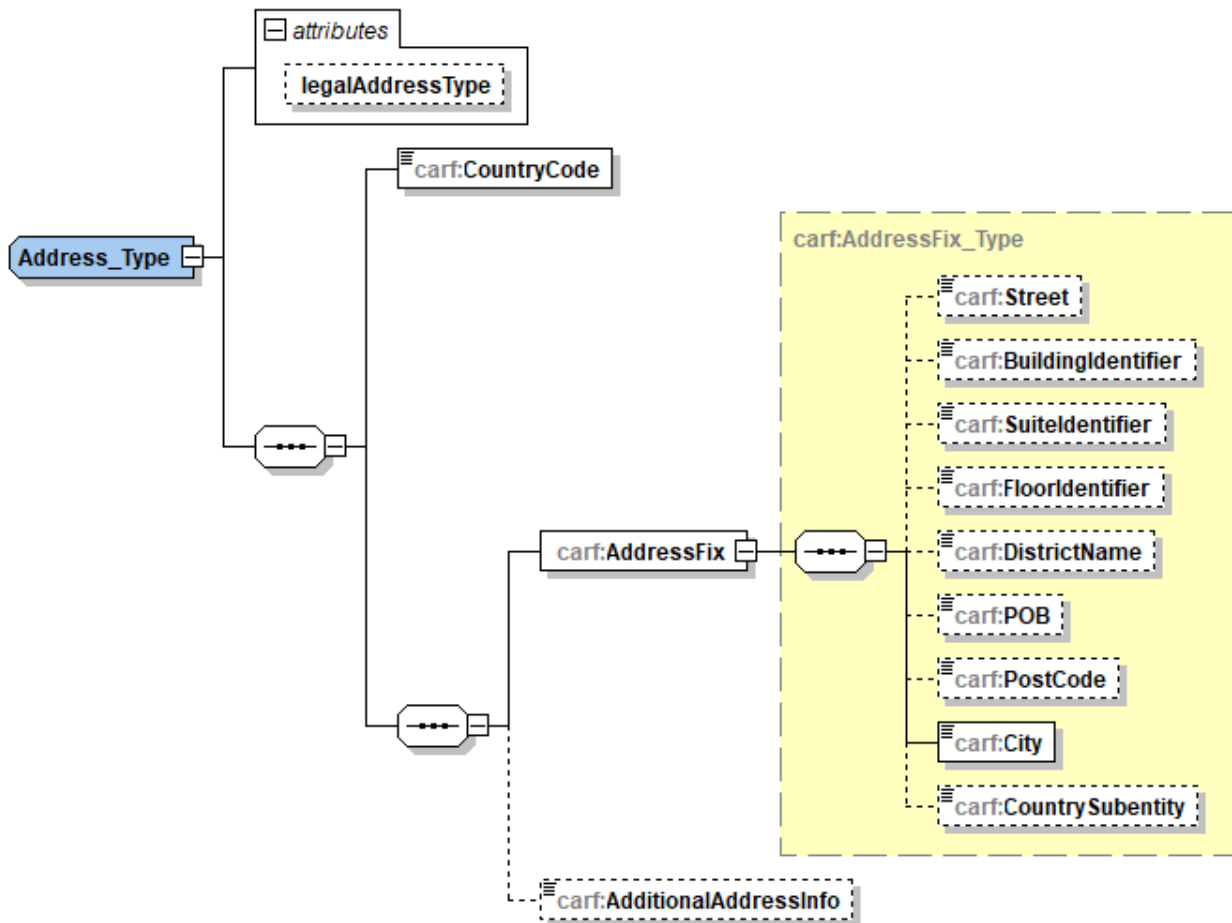 attributes
legalAddressType
carf:CountryCode
Address_Type
carf:AddressFix_Type
carf:Street
carf:BuildingIdentifier
carf:SuiteIdentifier
carf:FloorIdentifier
carf:AddressFix
carf:DistrictName
carf:POB
carf:PostCode
carf:City
carf:CountrySubentity
carf:AdditionalAddressInfo